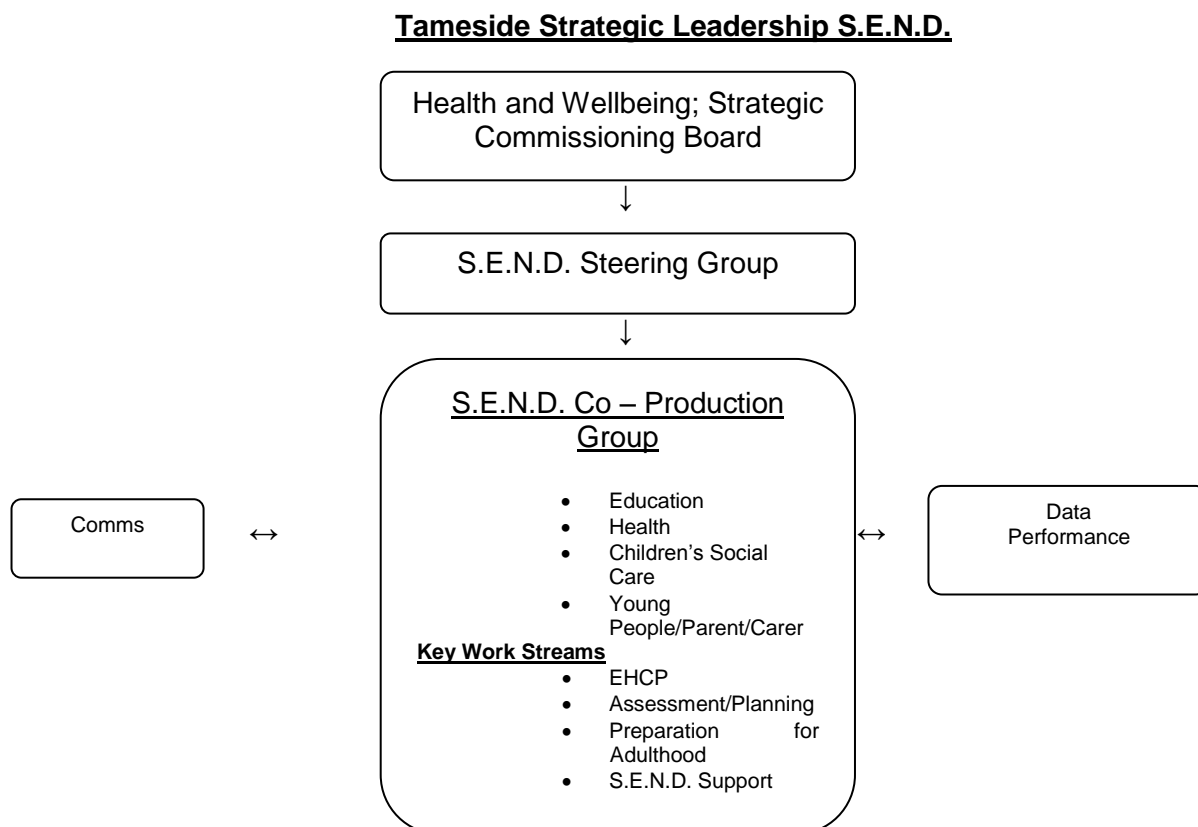 Tameside Strategic Leadership S.E.N.D.
Health and Wellbeing; Strategic
Commissioning Board
↓
S.E.N.D. Steering Group
↓
S.E.N.D. Co – Production
Group
• Education
• Health
• Children's Social
Care
• Young
People/Parent/Carer
Key Work Streams
• EHCP
• Assessment/Planning
• Preparation for
Adulthood
• S.E.N.D. Support
Comms
↔
↔
Data
Performance